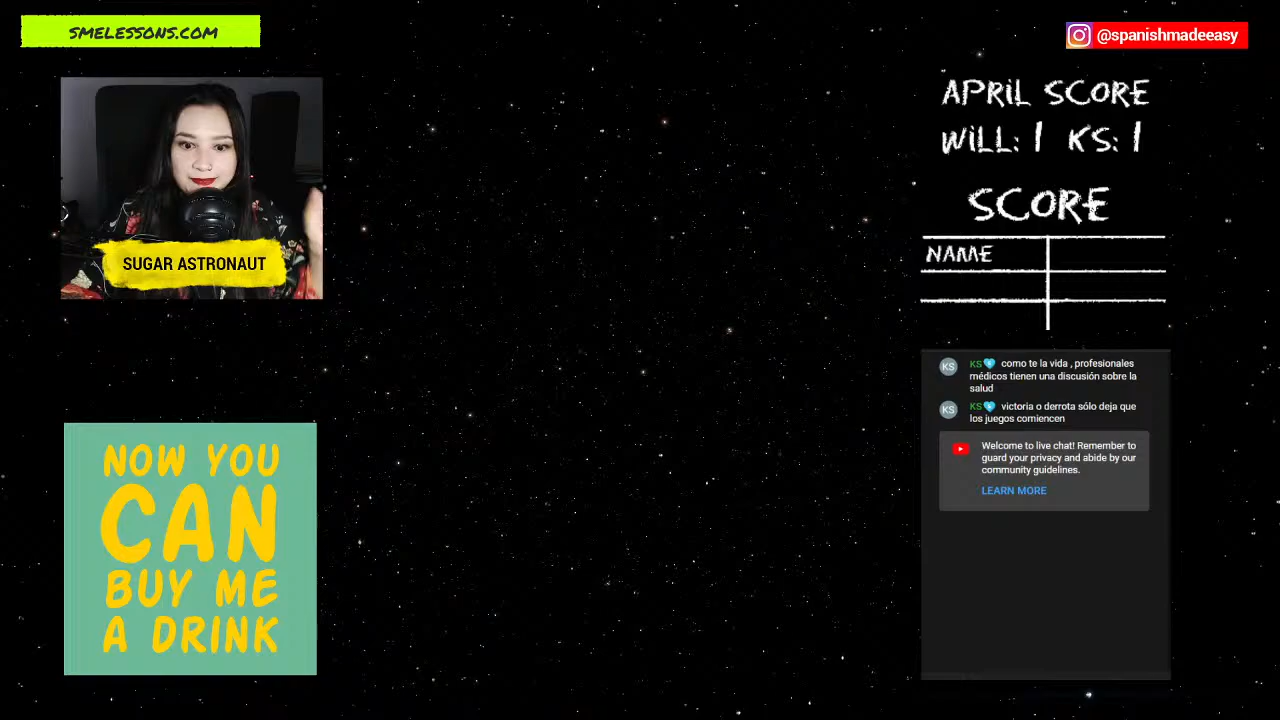 SMELESSONS.COM
@spanishmadeeasy
APRIL SCORE
WILL: 1 KS: 1
SCORE
NAME
SUGAR ASTRONAUT
KS como te la vida , profesionales
médicos tienen una discusión sobre la
salud
KS victoria o derrota sólo deja que
los juegos comiencen
Welcome to live chat! Remember to
guard your privacy and abide by our
community guidelines.
LEARN MORE
NOW YOU
CAN
BUY ME
A DRINK